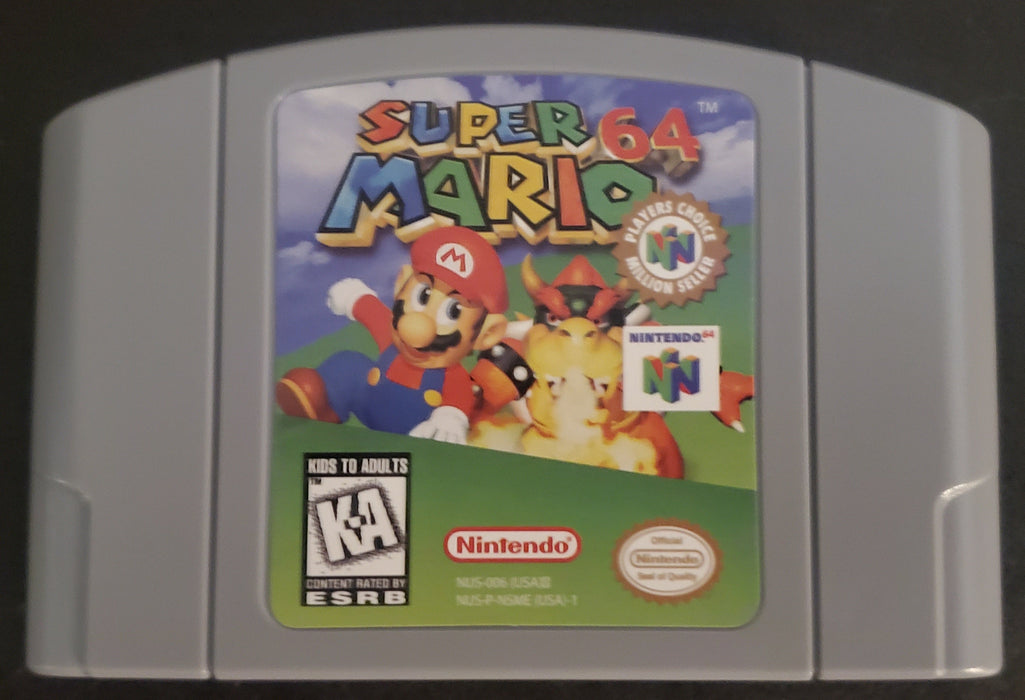 SUPER
MARIO 64™
PLAYERS CHOICE
MILLION SELLER
M
NINTENDO64
KIDS TO ADULTS
™
K-A
CONTENT RATED BY
ESRB
Nintendo®
NUS-006 (USA)
NUS-P-NSME (USA)-1
Official
Nintendo
Seal of Quality